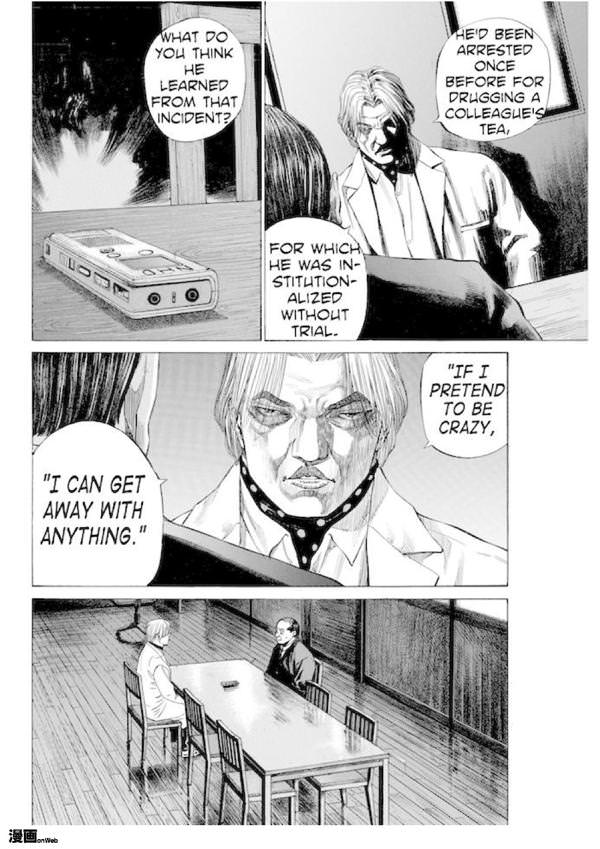 HE'D BEEN
ARRESTED
ONCE
BEFORE FOR
DRUGGING A
COLLEAGUE'S
TEA,
FOR WHICH
HE WAS IN-
STITUTION-
ALIZED
WITHOUT
TRIAL.
WHAT DO
YOU THINK
HE
LEARNED
FROM THAT
INCIDENT?
"IF I
PRETEND
TO BE
CRAZY,
"I CAN GET
AWAY WITH
ANYTHING."
漫画onWeb